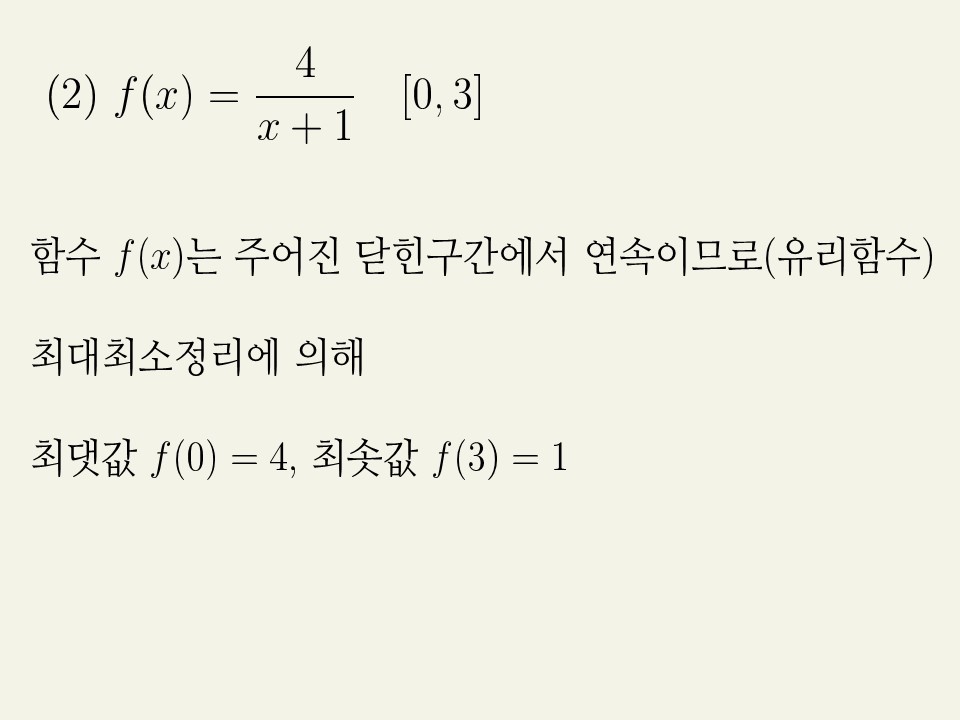 (2) f(x) = 4/(x + 1) [0, 3]
함수 f(x)는 주어진 닫힌구간에서 연속이므로(유리함수)
최대최소정리에 의해
최댓값 f(0) = 4, 최솟값 f(3) = 1